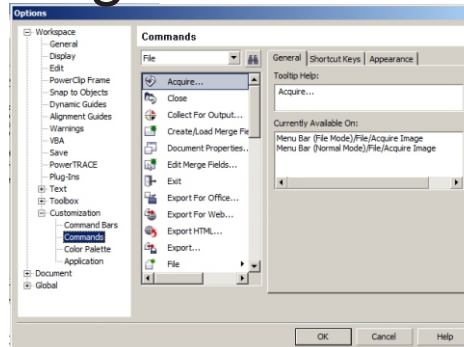 Options
Workspace
General
Display
Edit
PowerClip Frame
Snap to Objects
Dynamic Guides
Alignment Guides
Warnings
VBA
Save
PowerTRACE
Plug-Ins
Text
Toolbox
Customization
Command Bars
Commands
Color Palette
Application
Document
Global
Commands
File
Acquire...
Close
Collect For Output...
Create/Load Merge Fie
Document Properties..
Edit Merge Fields...
Exit
Export For Office...
Export For Web...
Export HTML...
Export...
File
General
Shortcut Keys
Appearance
Tooltip Help:
Acquire...
Currently Available On:
Menu Bar (File Mode)/File/Acquire Image
Menu Bar (Normal Mode)/File/Acquire Image
OK
Cancel
Help